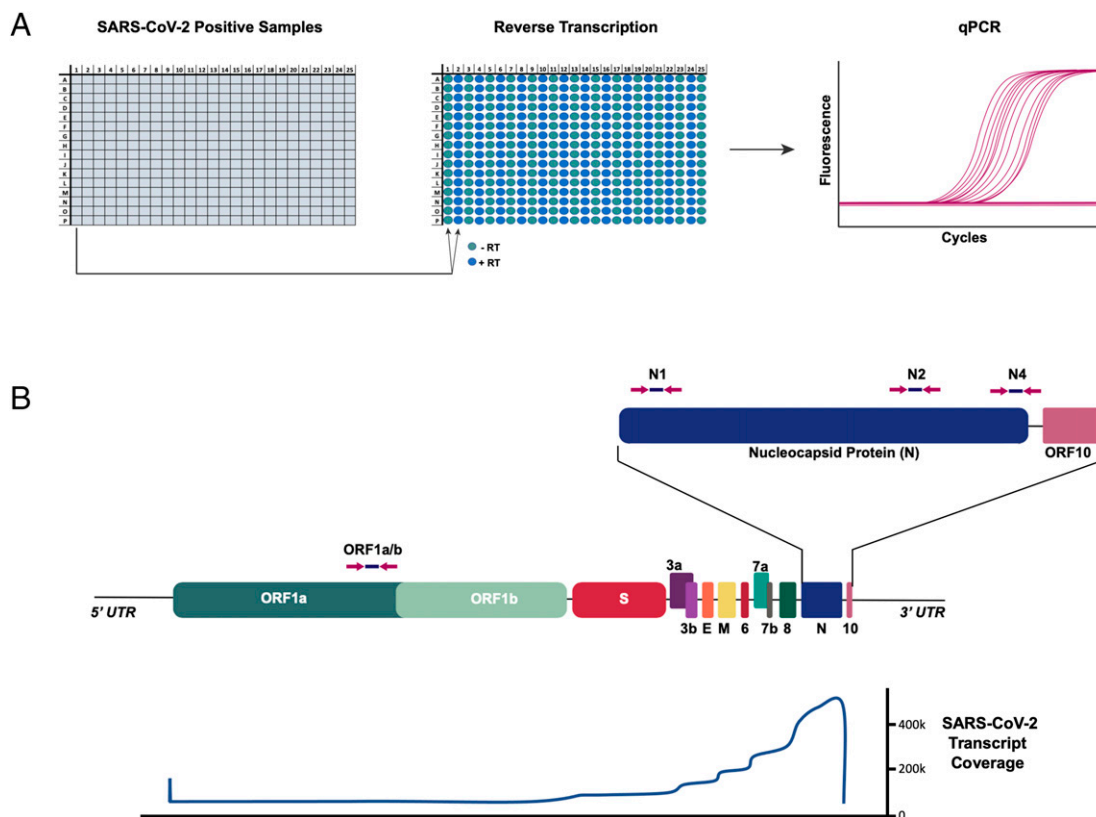 A
SARS-CoV-2 Positive Samples
Reverse Transcription
qPCR
1 2 3 4 5 6 7 8 9 10 11 12 13 14 15 16 17 18 19 20 21 22 23 24 25
1 2 3 4 5 6 7 8 9 10 11 12 13 14 15 16 17 18 19 20 21 22 23 24 25
A
B
C
D
E
F
G
H
I
J
K
L
M
N
O
P
A
B
C
D
E
F
G
H
I
J
K
L
M
N
O
P
- RT
+ RT
Fluorescence
Cycles
B
N1
N2
N4
Nucleocapsid Protein (N)
ORF10
ORF1a/b
3a
7a
5' UTR
ORF1a
ORF1b
S
3' UTR
3b
E
M
6
7b
8
N
10
400k
200k
0
SARS-CoV-2
Transcript
Coverage